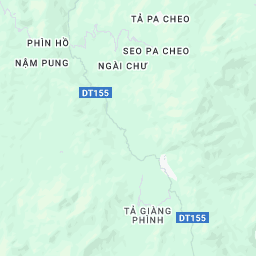 TẢ PA CHEO
PHÌN HỒ
SEO PA CHEO
NẬM PUNG
NGÀI CHƯ
DT155
TẢ GIÀNG
PHÌNH
DT155